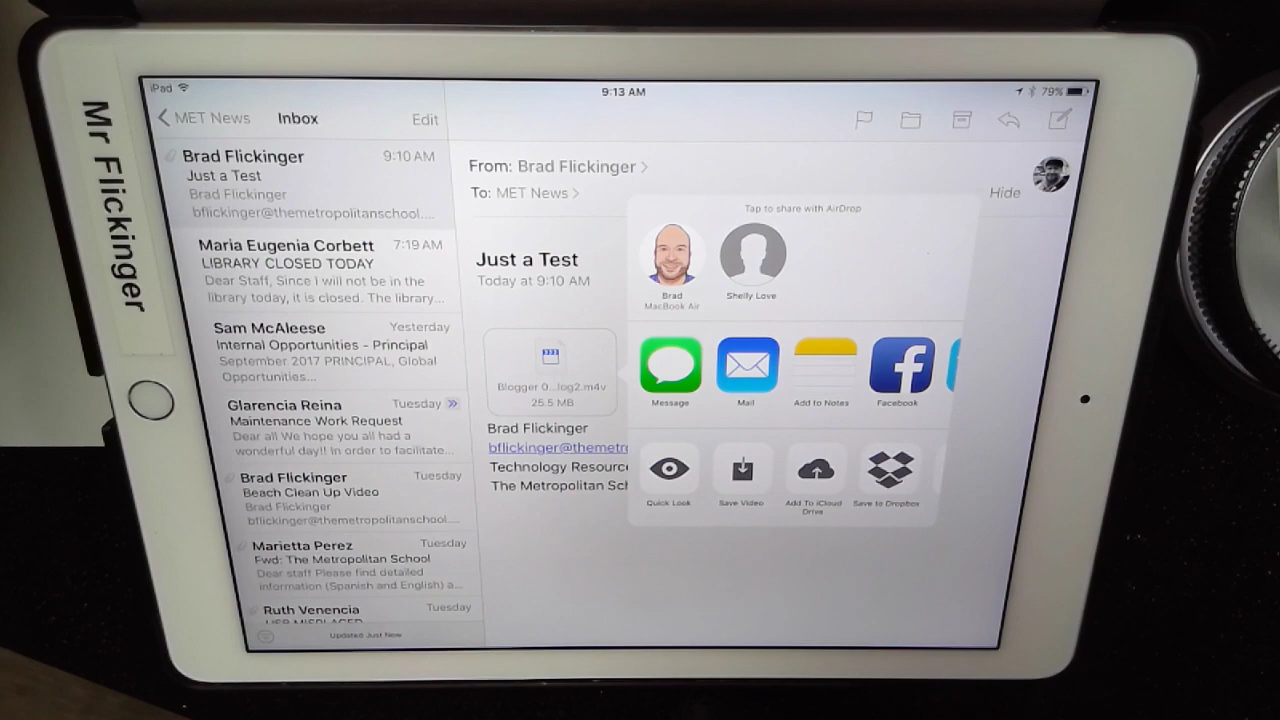 Mr Flickinger
iPad
9:13 AM
79%
MET News
Inbox
Edit
Brad Flickinger 9:10 AM
Just a Test
Brad Flickinger
bflickinger@themetropolitanschool....
Maria Eugenia Corbett 7:19 AM
LIBRARY CLOSED TODAY
Dear Staff, Since I will not be in the
library today, it is closed. The library...
Sam McAleese Yesterday
Internal Opportunities - Principal
September 2017 PRINCIPAL, Global
Opportunities...
Glarencia Reina Tuesday
Maintenance Work Request
Dear all We hope you all had a
wonderful day!! In order to facilitate...
Brad Flickinger Tuesday
Beach Clean Up Video
Brad Flickinger
bflickinger@themetropolitanschool....
Marietta Perez Tuesday
Fwd: The Metropolitan School
Dear staff Please find detailed
information (Spanish and English) a...
Ruth Venencia Tuesday
USB MISPLACED
Updated Just Now
From: Brad Flickinger
To: MET News
Hide
Just a Test
Today at 9:10 AM
Blogger 0...log2.m4v
25.5 MB
Brad Flickinger
bflickinger@themetr
Technology Resource
The Metropolitan Sch
Tap to share with AirDrop
Brad
MacBook Air
Shelly Love
Message
Mail
Add to Notes
Facebook
Quick Look
Save Video
Add To iCloud
Drive
Save to Dropbox